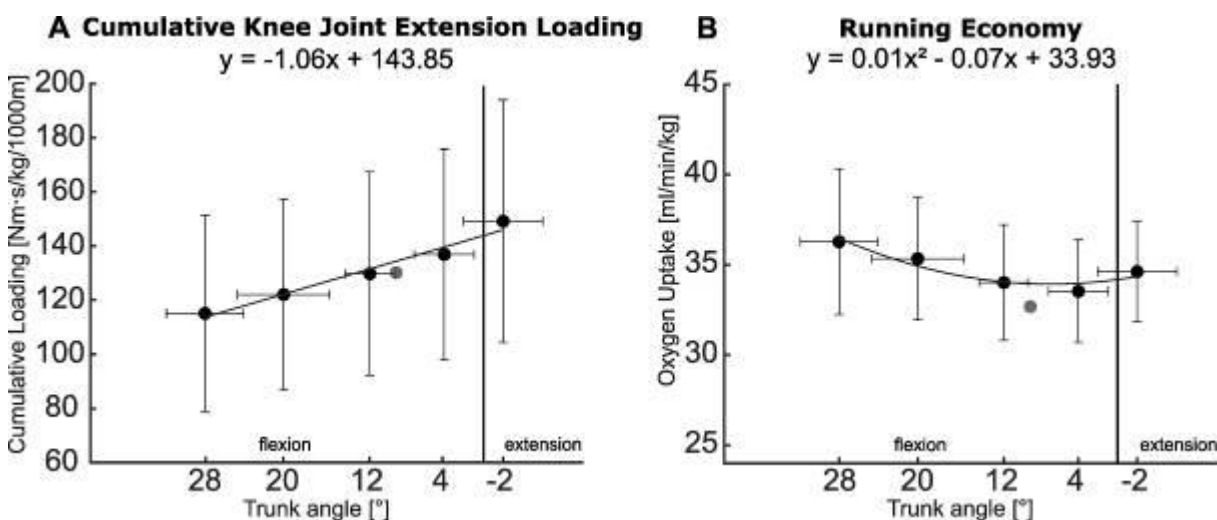 A Cumulative Knee Joint Extension Loading
y = -1.06x + 143.85
Cumulative Loading [Nm·s/kg/1000m]
200
180
160
140
120
100
80
60
flexion
extension
28 20 12 4 -2
Trunk angle [°]
B Running Economy
y = 0.01x² - 0.07x + 33.93
Oxygen Uptake [ml/min/kg]
45
40
35
30
25
flexion
extension
28 20 12 4 -2
Trunk angle [°]